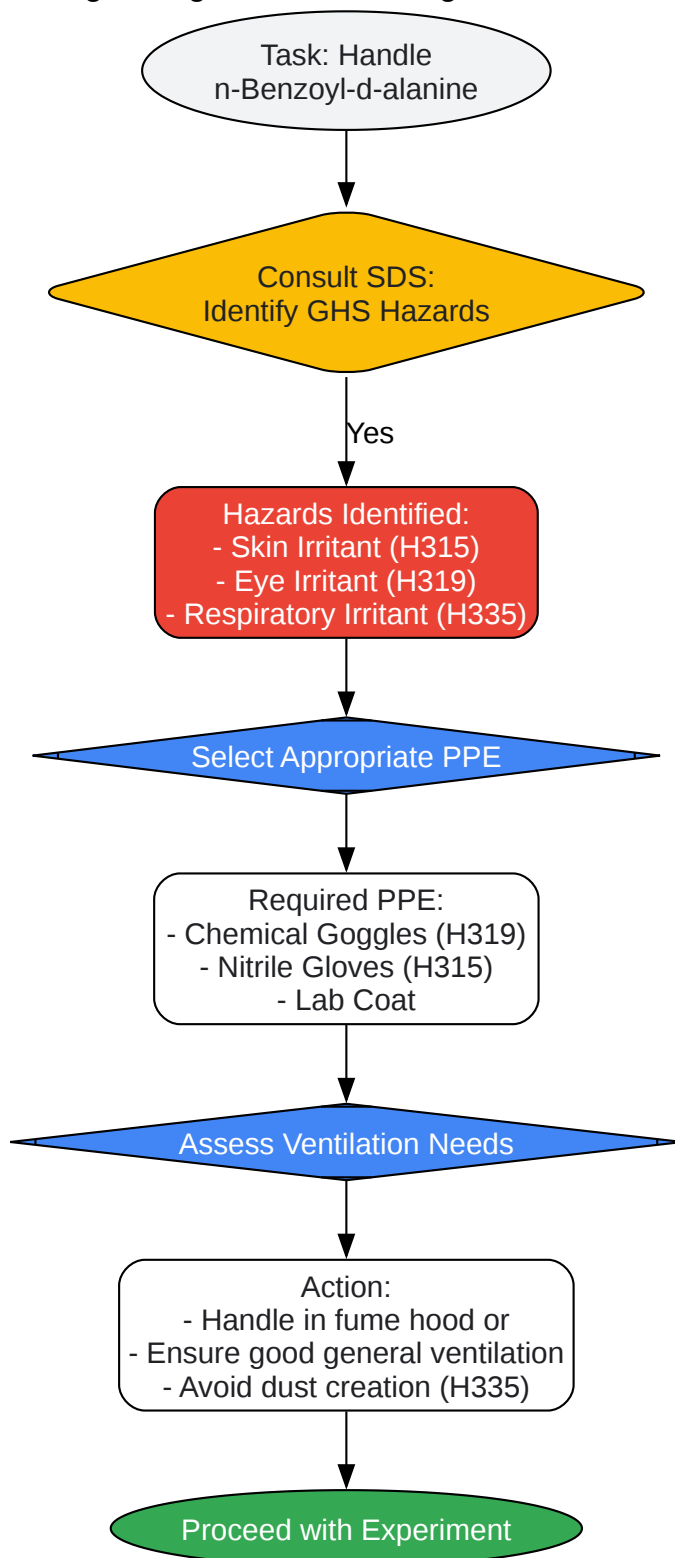 Task: Handle
n-Benzoyl-d-alanine
Consult SDS:
Identify GHS Hazards
Yes
Hazards Identified:
- Skin Irritant (H315)
- Eye Irritant (H319)
- Respiratory Irritant (H335)
Select Appropriate PPE
Required PPE:
- Chemical Goggles (H319)
- Nitrile Gloves (H315)
- Lab Coat
Assess Ventilation Needs
Action:
- Handle in fume hood or
- Ensure good general ventilation
- Avoid dust creation (H335)
Proceed with Experiment